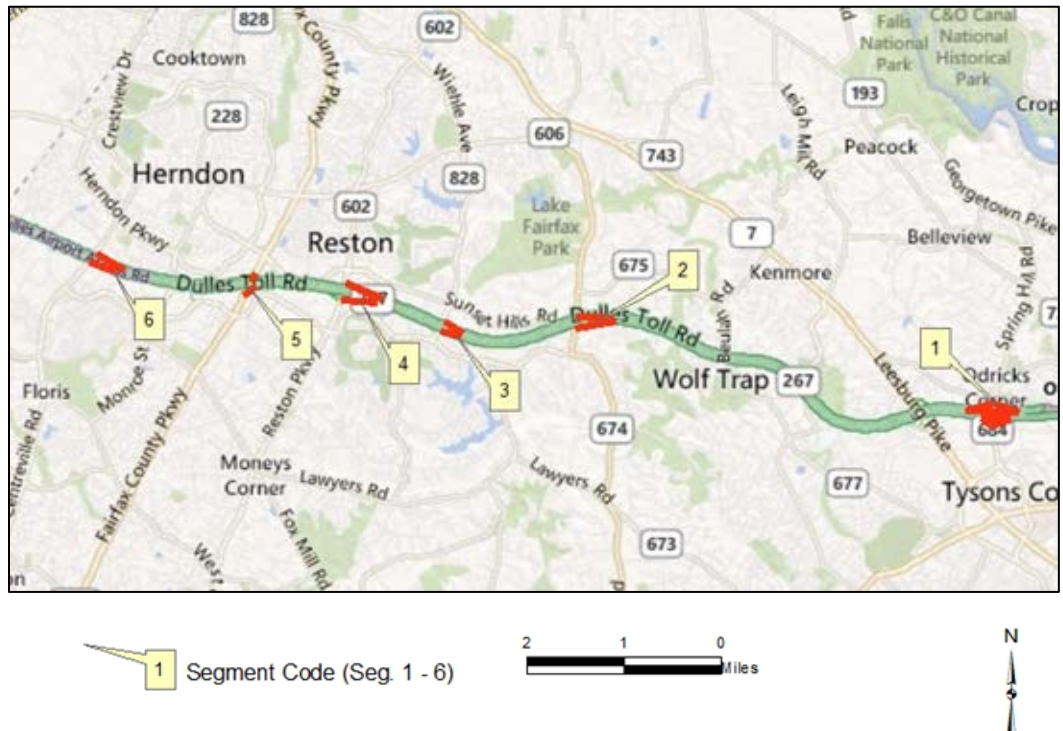 828
602
Cooktown
Crestview Dr
228
Wiehle Ave
Herndon
Herndon Pkwy
602
828
Reston
606
743
Lake
Fairfax
Park
Falls
National
Park
C&O Canal
National
Historical
Park
193
Crop
Leigh Mill Rd
Peacock
Georgetown Pike
7
Belleview
675
Kenmore
Spring Hill Rd
Dulles Toll Rd
Sunset Hills Rd
Dulles Toll Rd
Beulah Rd
2
1
6
5
4
3
Wolf Trap
267
Leesburg Pike
Odricks
Corner
684
Floris
Monroe St
Reston Pkwy
Fairfax County Pkwy
674
Centreville Rd
Moneys
Corner
Lawyers Rd
Lawyers Rd
677
Tysons Co
Fox Mill Rd
West
673
on
1
Segment Code (Seg. 1 - 6)
2 1 0
Miles
N